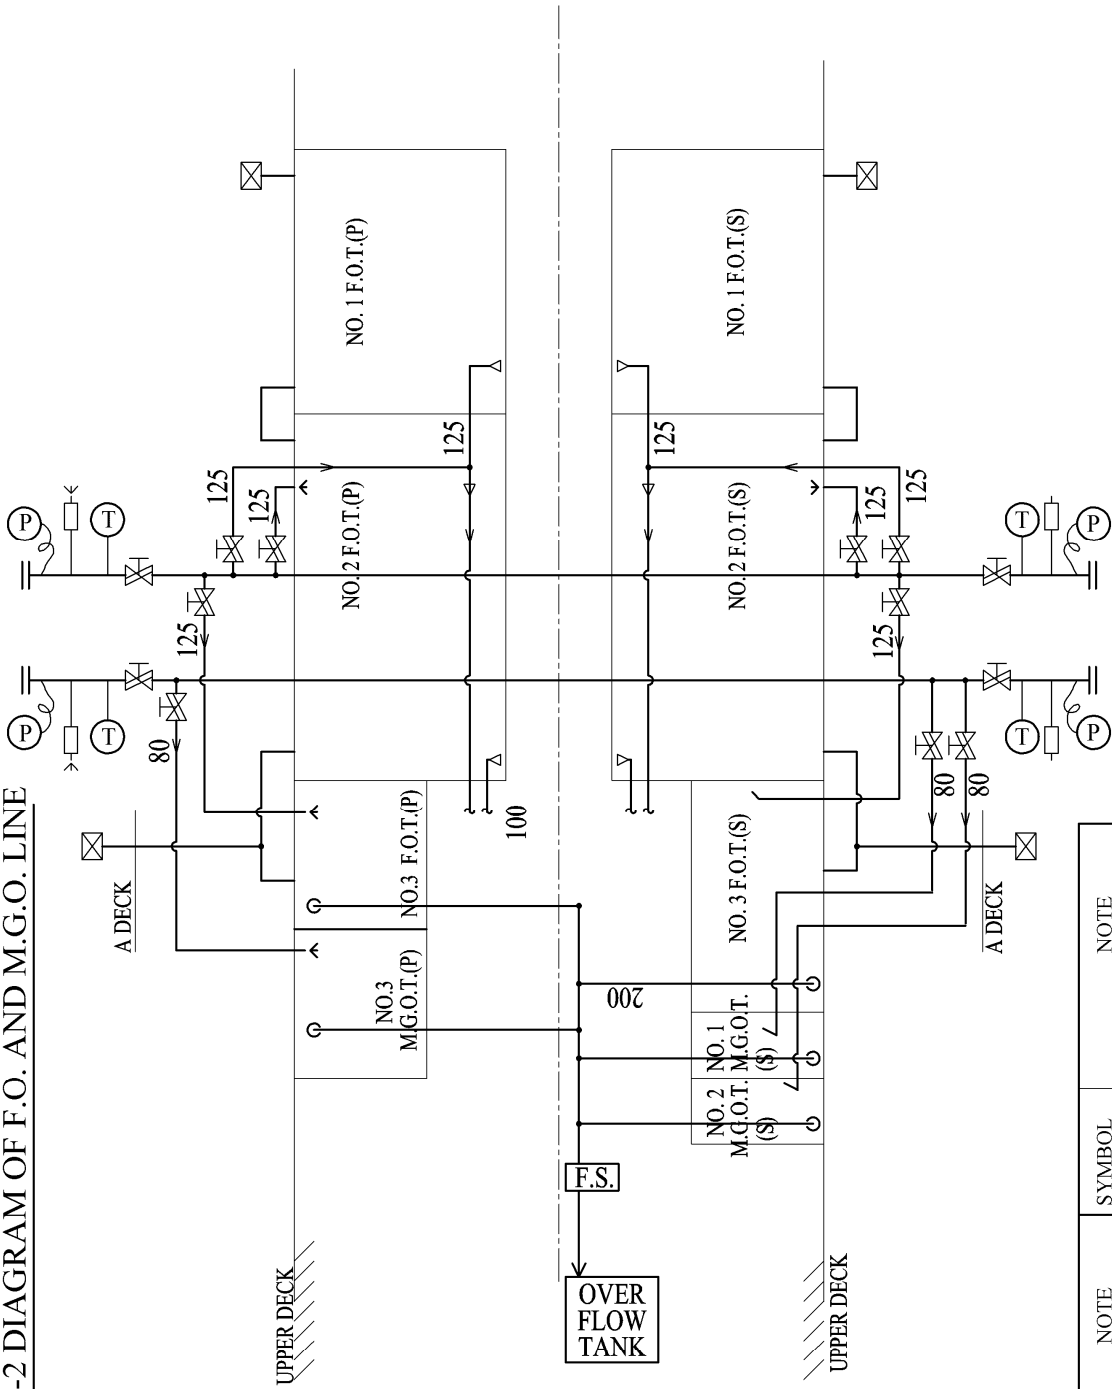 -2 DIAGRAM OF F.O. AND M.G.O. LINE
P
T
P
T
125
125
125
80
A DECK
NO. 1 F.O.T.(P)
125
NO. 2 F.O.T.(P)
100
NO.3 F.O.T.(P)
NO.3
M.G.O.T.(P)
UPPER DECK
200
F.S.
OVER
FLOW
TANK
NO. 1 F.O.T.(S)
125
NO. 2 F.O.T.(S)
NO. 3 F.O.T.(S)
NO. 1
M.G.O.T.
(S)
NO. 2
M.G.O.T.
(S)
UPPER DECK
125
125
125
80
80
A DECK
T
P
T
P
NOTE
SYMBOL
NOTE